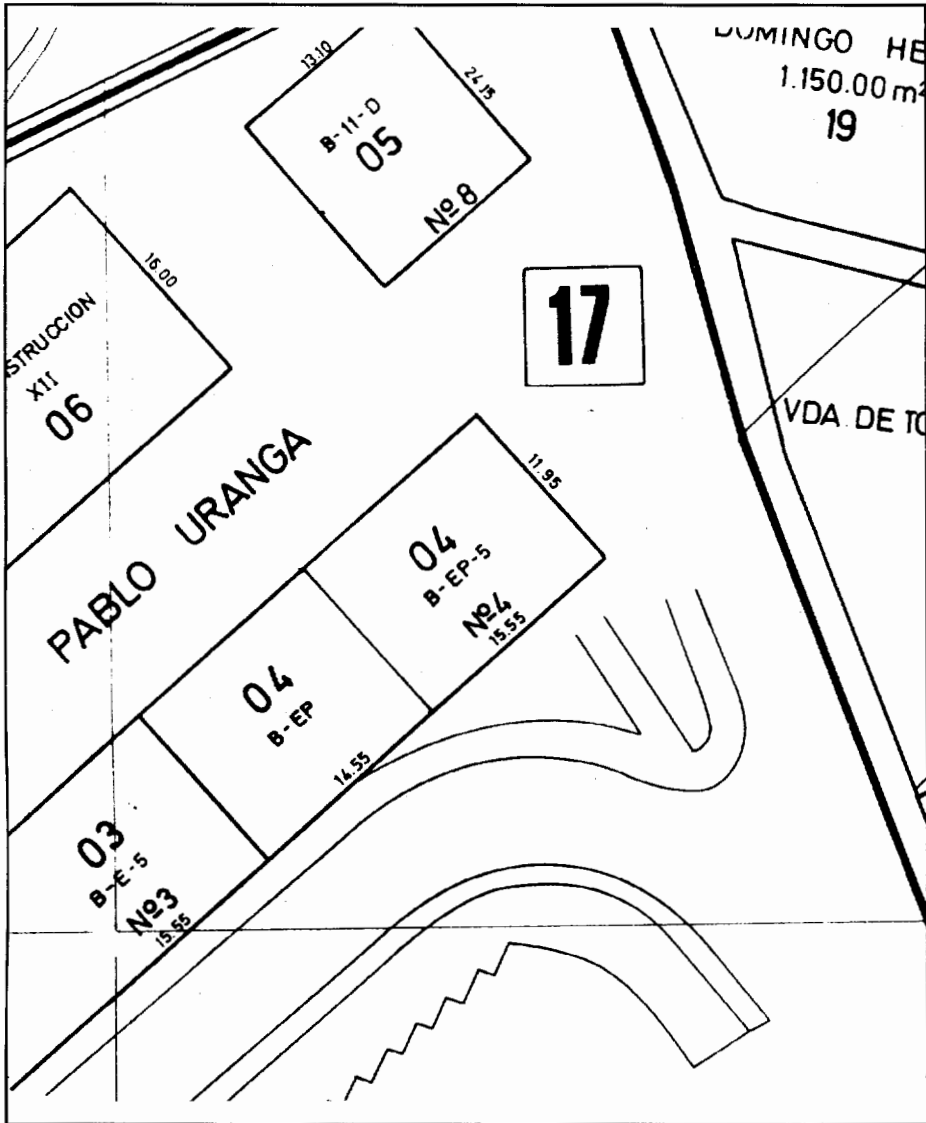 DOMINGO HE
1.150.00 m²
19
13.10
24.15
B-11-D
05
Nº 8
16.00
STRUCCION
XII
06
17
VDA. DE TO
PABLO URANGA
11.95
04
B-EP-5
Nº4
15.55
04
B-EP
14.55
03
B-E-5
Nº3
15.55